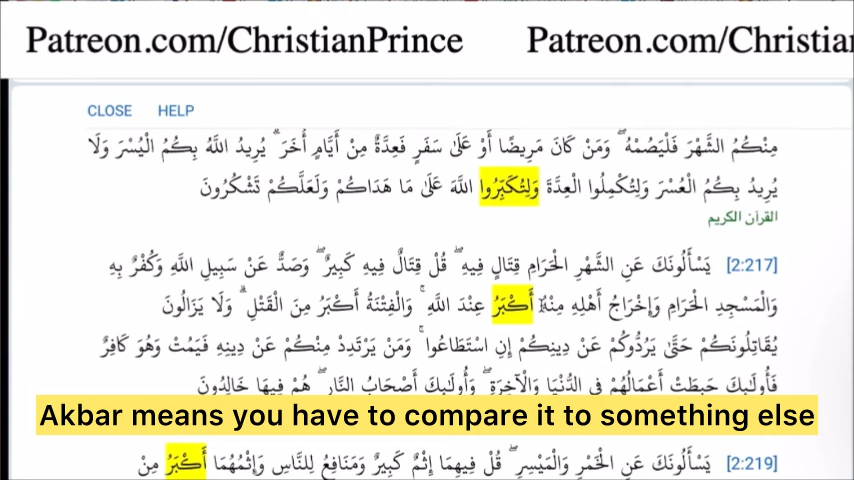 Patreon.com/ChristianPrince Patreon.com/Christian
CLOSE HELP
مِنْكُمُ الشَّهْرَ فَلْيَصُمْهُ ۖ وَمَنْ كَانَ مَرِيضًا أَوْ عَلَىٰ سَفَرٍ فَعِدَّةٌ مِنْ أَيَّامٍ أُخَرَ ۗ يُرِيدُ اللَّهُ بِكُمُ الْيُسْرَ وَلَا
يُرِيدُ بِكُمُ الْعُسْرَ وَلِتُكْمِلُوا الْعِدَّةَ وَلِتُكَبِّرُوا اللَّهَ عَلَىٰ مَا هَدَاكُمْ وَلَعَلَّكُمْ تَشْكُرُونَ
القرآن الكريم
[2:217] يَسْأَلُونَكَ عَنِ الشَّهْرِ الْحَرَامِ قِتَالٍ فِيهِ ۖ قُلْ قِتَالٌ فِيهِ كَبِيرٌ ۖ وَصَدٌّ عَنْ سَبِيلِ اللَّهِ وَكُفْرٌ بِهِ
وَالْمَسْجِدِ الْحَرَامِ وَإِخْرَاجُ أَهْلِهِ مِنْهُ أَكْبَرُ عِنْدَ اللَّهِ ۚ وَالْفِتْنَةُ أَكْبَرُ مِنَ الْقَتْلِ ۗ وَلَا يَزَالُونَ
يُقَاتِلُونَكُمْ حَتَّىٰ يَرُدُّوكُمْ عَنْ دِينِكُمْ إِنِ اسْتَطَاعُوا ۚ وَمَنْ يَرْتَدِدْ مِنْكُمْ عَنْ دِينِهِ فَيَمُتْ وَهُوَ كَافِرٌ
فَأُولَٰئِكَ حَبِطَتْ أَعْمَالُهُمْ فِي الدُّنْيَا وَالْآخِرَةِ ۖ وَأُولَٰئِكَ أَصْحَابُ النَّارِ ۖ هُمْ فِيهَا خَالِدُونَ
Akbar means you have to compare it to something else
[2:219] يَسْأَلُونَكَ عَنِ الْخَمْرِ وَالْمَيْسِرِ ۖ قُلْ فِيهِمَا إِثْمٌ كَبِيرٌ وَمَنَافِعُ لِلنَّاسِ وَإِثْمُهُمَا أَكْبَرُ مِنْ